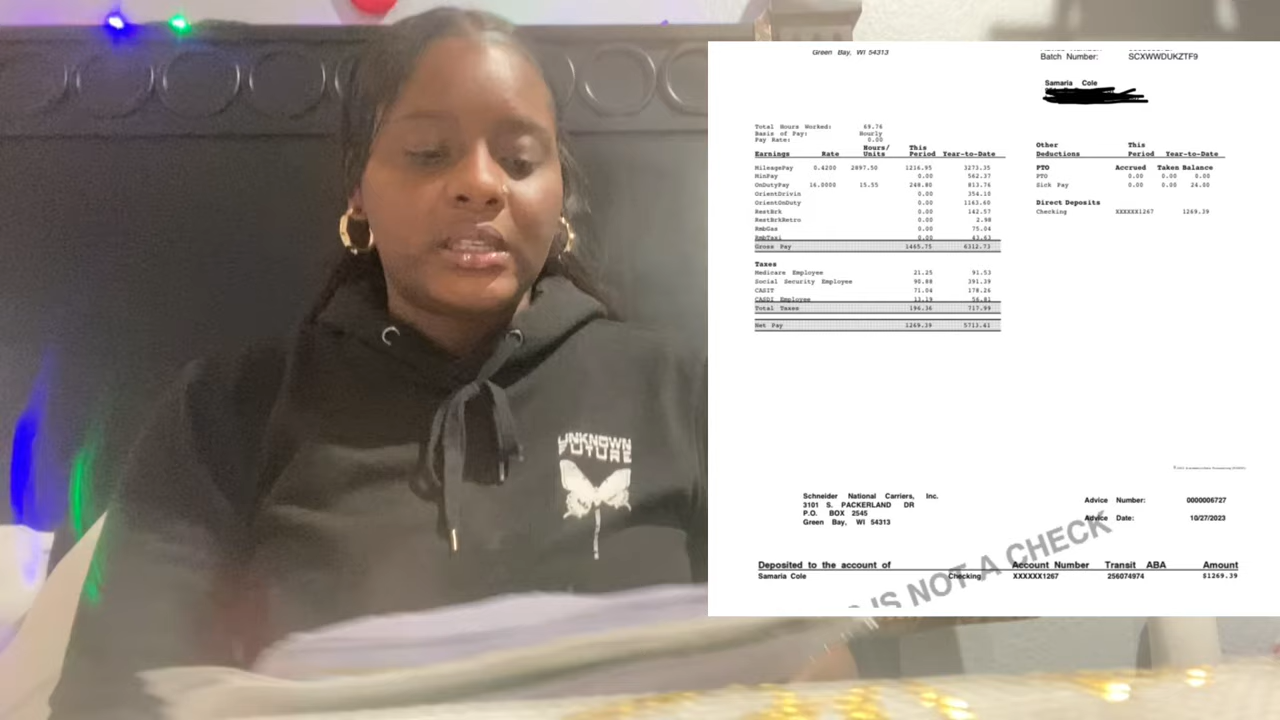 UNKNOWN
FUTURE
Green Bay, WI 54313
Batch Number: SCXWWDUKZTF9
Samaria Cole
Total Hours Worked: 69.76
Basis of Pay: Hourly
Pay Rate: 0.00
Earnings Rate Hours/Units This Period Year-to-Date
MileagePay 0.4200 2897.50 1216.95 3273.35
MinPay 0.00 562.37
OnDutyPay 16.0000 15.55 248.80 813.76
OrientDrivin 0.00 354.10
OrientOnDuty 0.00 1163.60
RestBrk 0.00 142.57
RestBrkRetro 0.00 2.98
RmbGas 0.00 75.04
RmbTaxi 0.00 43.63
Gross Pay 1465.75 6312.73
Taxes
Medicare Employee 21.25 91.53
Social Security Employee 90.88 391.39
CASIT 71.04 178.26
CASDI Employee 13.19 56.81
Total Taxes 196.36 717.99
Net Pay 1269.39 5713.41
Other Deductions This Period Year-to-Date
PTO Accrued Taken Balance
PTO 0.00 0.00 0.00
Sick Pay 0.00 0.00 24.00
Direct Deposits
Checking XXXXXX1267 1269.39
Schneider National Carriers, Inc.
3101 S. PACKERLAND DR
P.O. BOX 2545
Green Bay, WI 54313
Advice Number: 0000006727
Advice Date: 10/27/2023
IS NOT A CHECK
Deposited to the account of Account Number Transit ABA Amount
Samaria Cole Checking XXXXXX1267 256074974 $1269.39